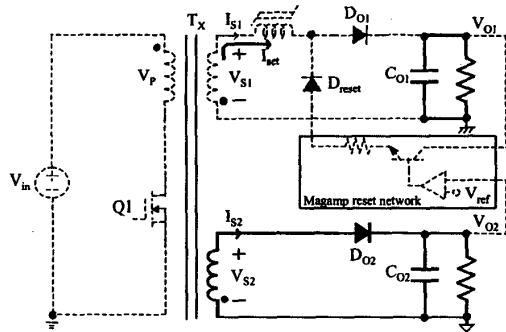 T_X
I_S1
D_O1
V_O1
I_set
V_P
+
V_S1
−
D_reset
C_O1
V_in
+
−
Q1
Magamp reset network
V_ref
I_S2
V_O2
+
V_S2
−
D_O2
C_O2